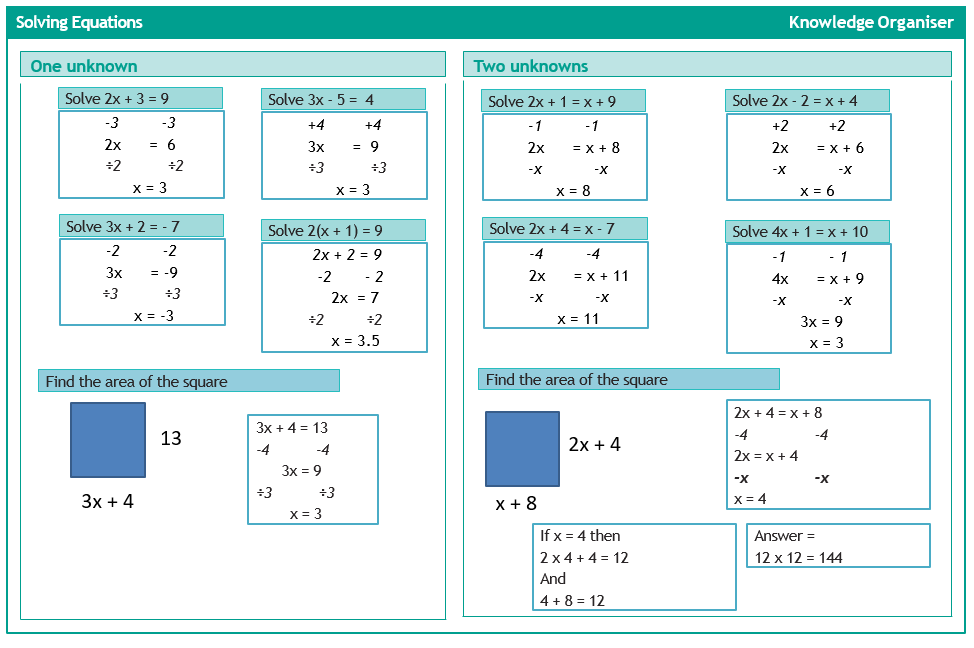 Solving Equations Knowledge Organiser
One unknown
Solve 2x + 3 = 9
-3 -3
2x = 6
÷2 ÷2
x = 3
Solve 3x - 5 = 4
+4 +4
3x = 9
÷3 ÷3
x = 3
Solve 3x + 2 = - 7
-2 -2
3x = -9
÷3 ÷3
x = -3
Solve 2(x + 1) = 9
2x + 2 = 9
-2 - 2
2x = 7
÷2 ÷2
x = 3.5
Find the area of the square
13
3x + 4
3x + 4 = 13
-4 -4
3x = 9
÷3 ÷3
x = 3
Two unknowns
Solve 2x + 1 = x + 9
-1 -1
2x = x + 8
-x -x
x = 8
Solve 2x - 2 = x + 4
+2 +2
2x = x + 6
-x -x
x = 6
Solve 2x + 4 = x - 7
-4 -4
2x = x + 11
-x -x
x = 11
Solve 4x + 1 = x + 10
-1 - 1
4x = x + 9
-x -x
3x = 9
x = 3
Find the area of the square
2x + 4
x + 8
2x + 4 = x + 8
-4 -4
2x = x + 4
-x -x
x = 4
If x = 4 then
2 x 4 + 4 = 12
And
4 + 8 = 12
Answer =
12 x 12 = 144